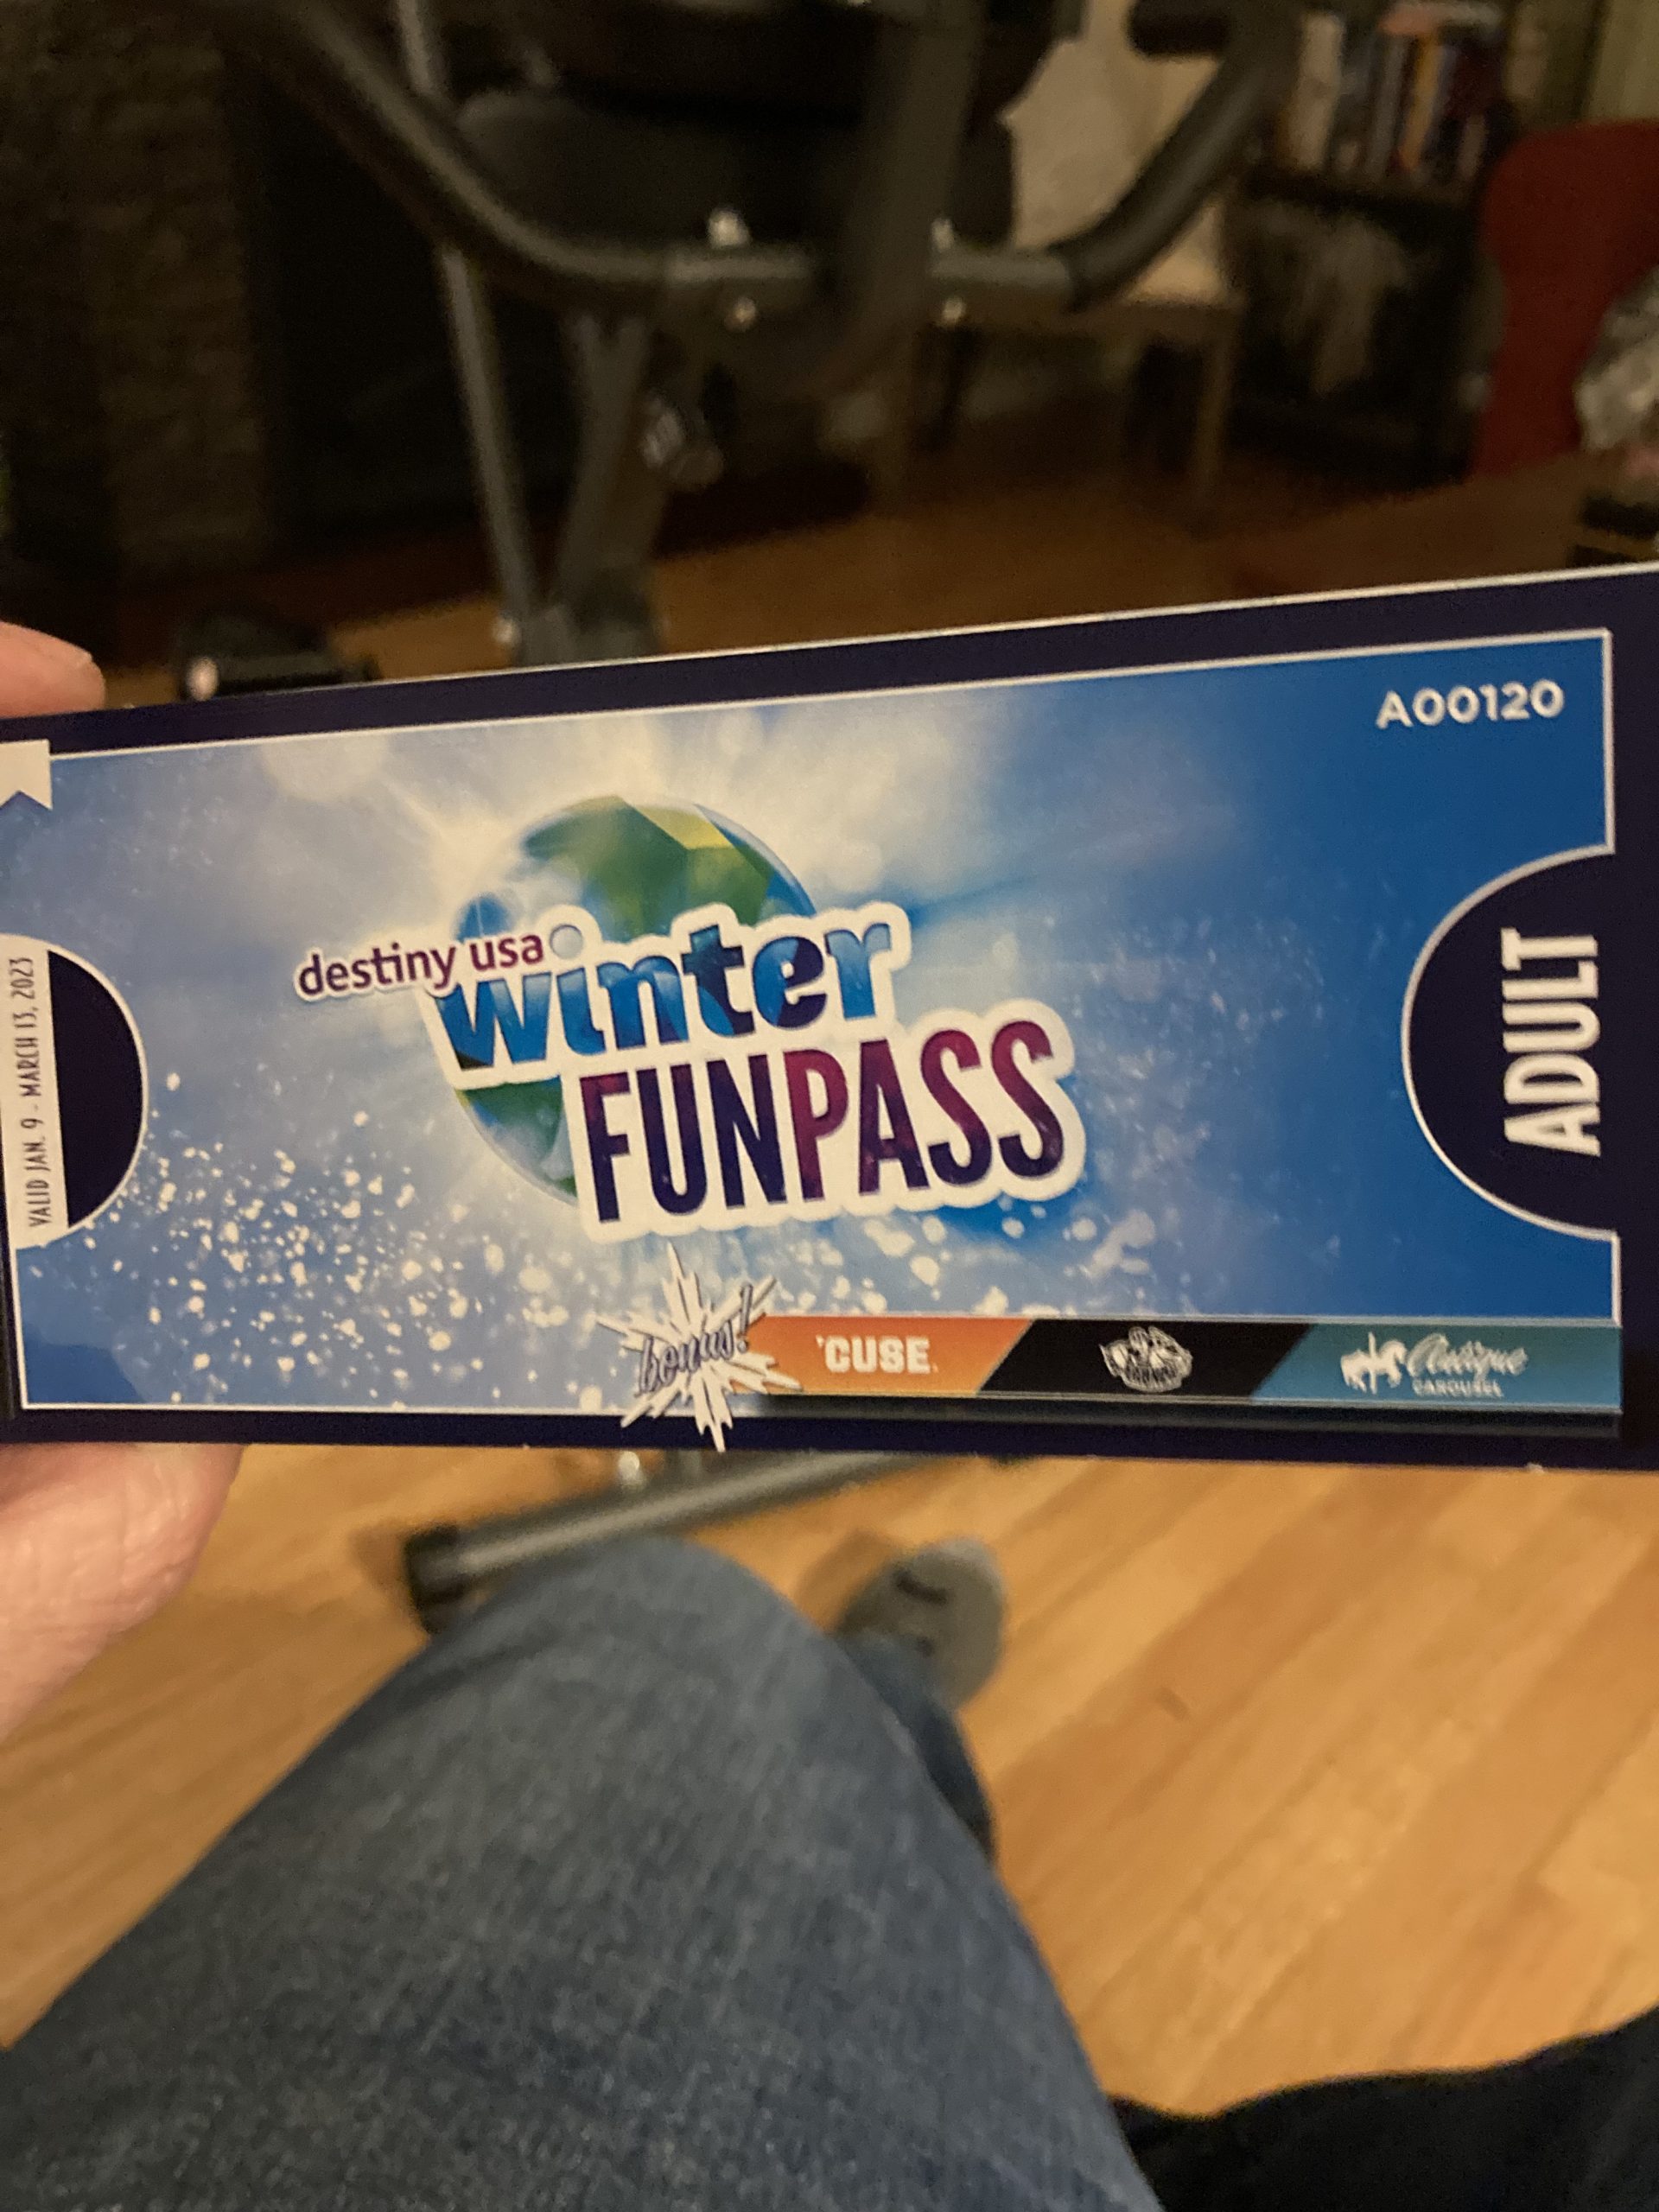 A00120
destiny usa
winter
FUNPASS
VALID JAN. 9 - MARCH 13, 2023
ADULT
bonus!
'CUSE
Antique
CAROUSEL